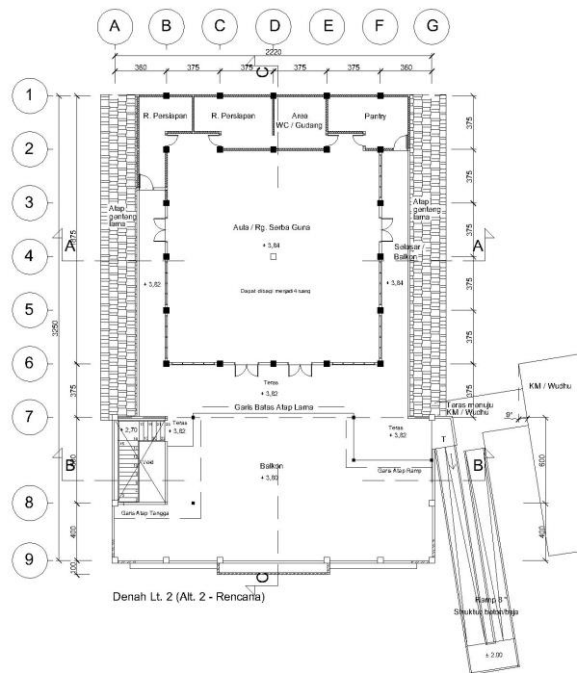 A B C D E F G
2220
360 375 375 375 375 360
C
1
R. Persiapan R. Persiapan Area Pantry
WC / Gudang
375
2
3
375
Atap
genteng
lama
Atap
genteng
lama
Aula / Rg. Serba Guna
+ 3,84
4
A A
Selasar /
Balkon
375
+ 3,82 + 3,84
Dapat disekap menjadi 4 ruang
3250
5
375
6
375
Teras
+ 3,82
KM / Wudhu
Teras manuju
KM / Wudhu
375 375
Garis Batas Atap Lama
9°
7
Teras
+ 3,82
Teras
+ 3,82
+ 2,70
T
B B
Balkon
+ 3,80
Garis Atap Ramp
600
8
Garis Atap Tangga
400 400
9
100
C
Denah Lt. 2 (Alt. 2 - Rencana)
Ramp 8 °
Struktur beton/baja
± 2.00